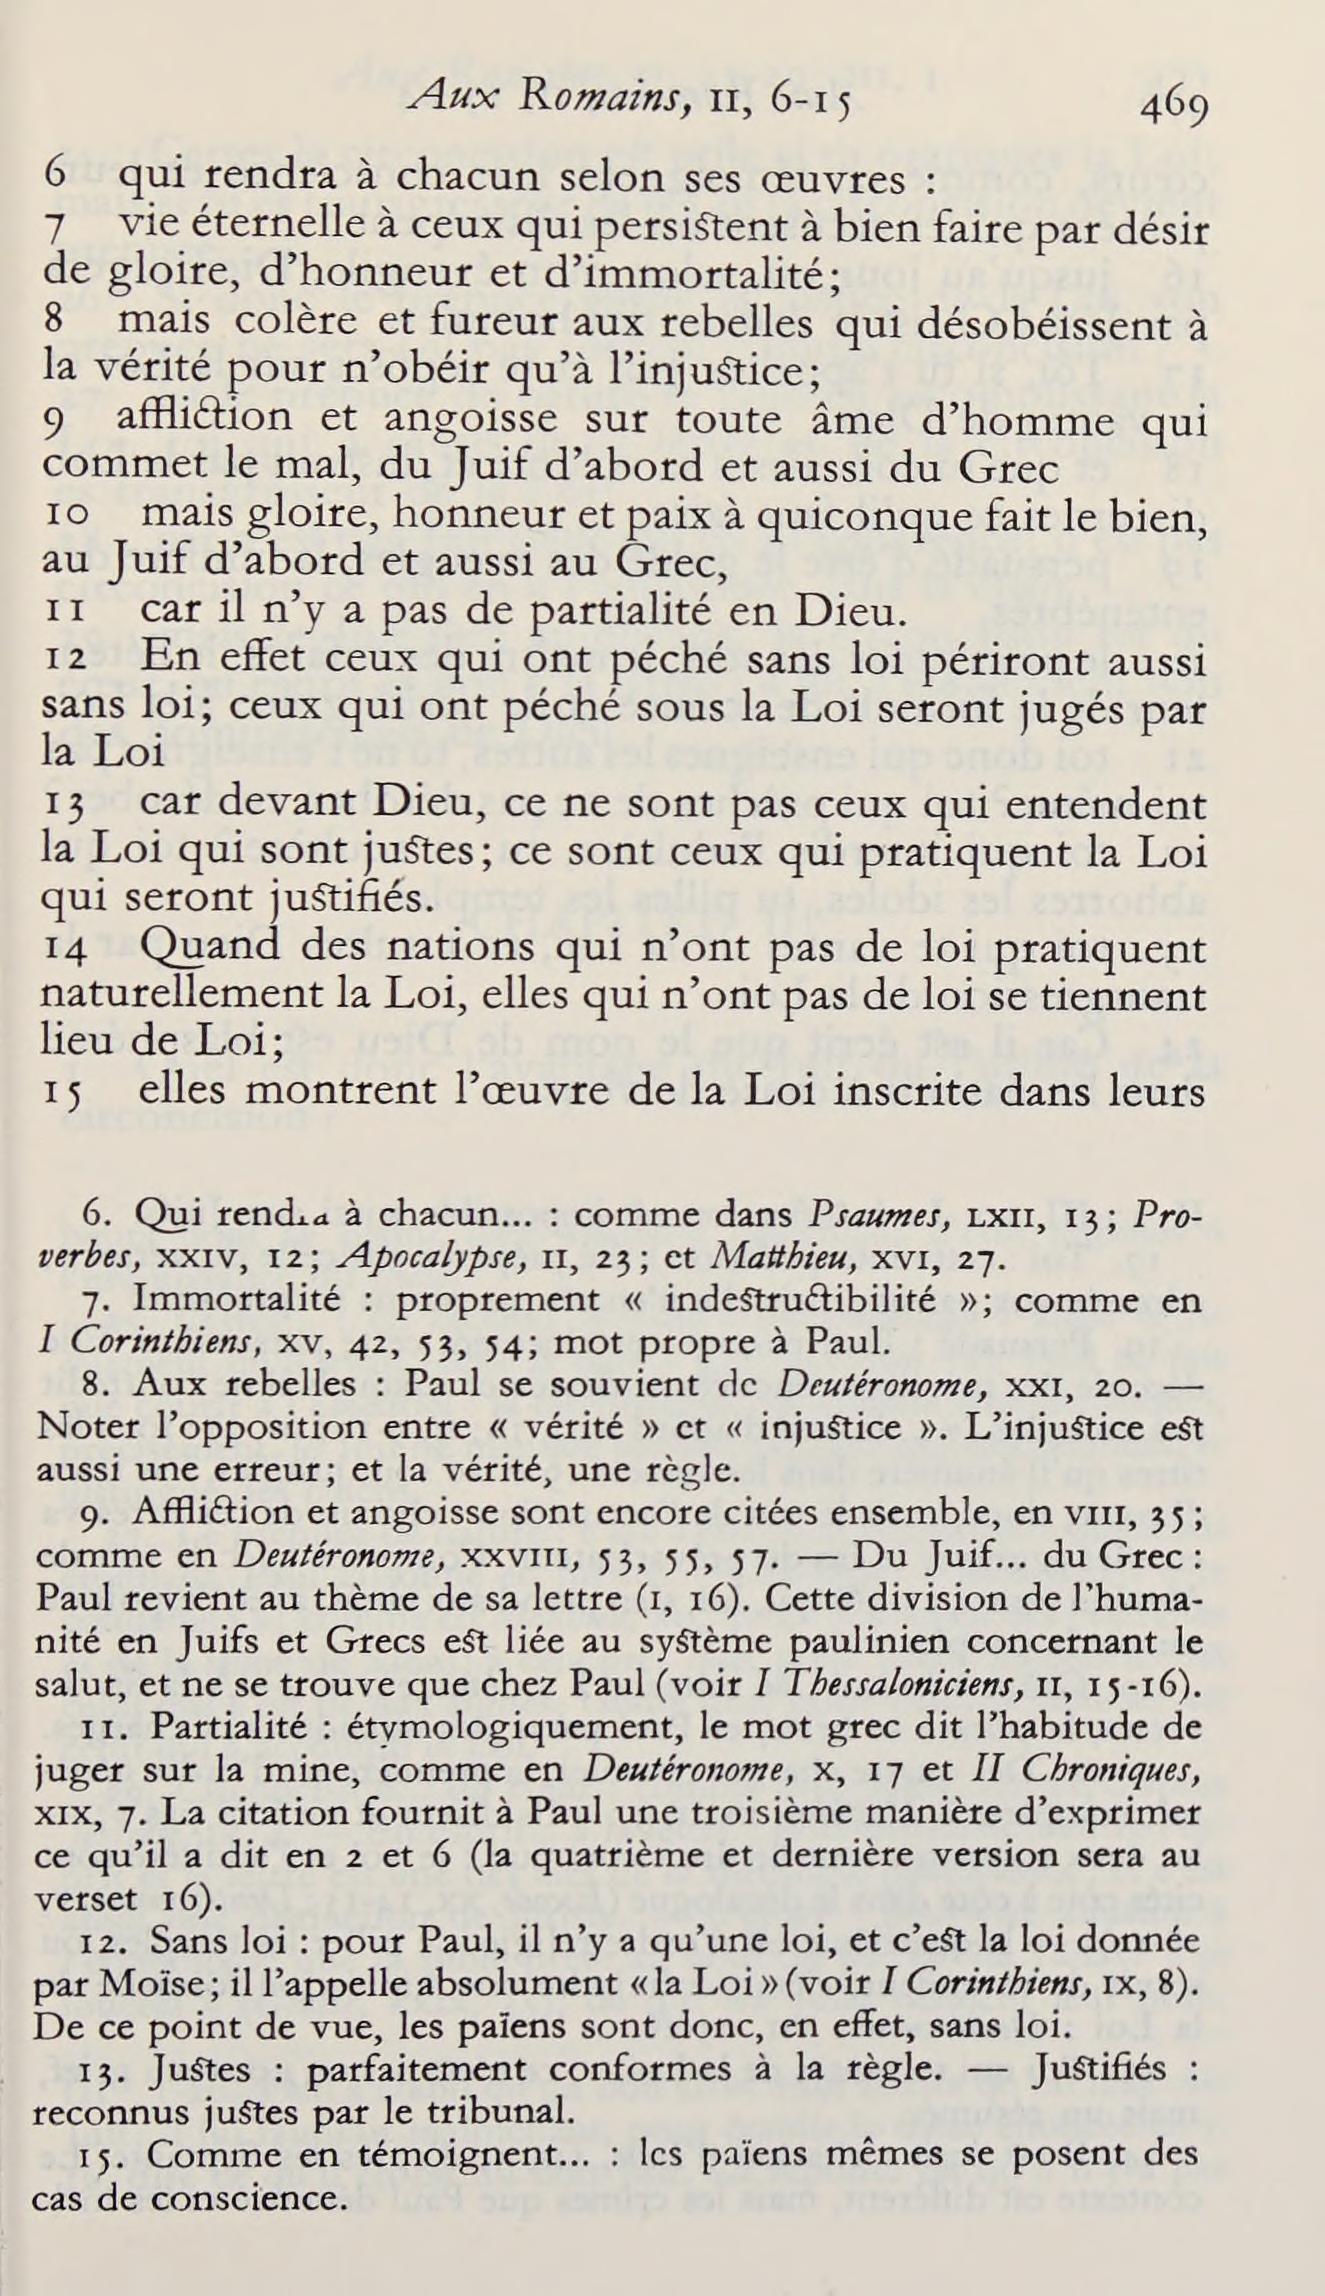 Aux Romains, II, 6-15 469
6 qui rendra à chacun selon ses œuvres :
7 vie éternelle à ceux qui persistent à bien faire par désir
de gloire, d’honneur et d’immortalité;
8 mais colère et fureur aux rebelles qui désobéissent à
la vérité pour n’obéir qu’à l’injustice;
9 affliction et angoisse sur toute âme d’homme qui
commet le mal, du Juif d’abord et aussi du Grec
10 mais gloire, honneur et paix à quiconque fait le bien,
au Juif d’abord et aussi au Grec,
11 car il n’y a pas de partialité en Dieu.
12 En effet ceux qui ont péché sans loi périront aussi
sans loi; ceux qui ont péché sous la Loi seront jugés par
la Loi
13 car devant Dieu, ce ne sont pas ceux qui entendent
la Loi qui sont justes; ce sont ceux qui pratiquent la Loi
qui seront justifiés.
14 Quand des nations qui n’ont pas de loi pratiquent
naturellement la Loi, elles qui n’ont pas de loi se tiennent
lieu de Loi;
15 elles montrent l’œuvre de la Loi inscrite dans leurs
6. Qui rendra à chacun... : comme dans Psaumes, LXII, 13; Pro-
verbes, XXIV, 12; Apocalypse, II, 23; et Matthieu, XVI, 27.
7. Immortalité : proprement « indestructibilité »; comme en
I Corinthiens, XV, 42, 53, 54; mot propre à Paul.
8. Aux rebelles : Paul se souvient de Deutéronome, XXI, 20. —
Noter l’opposition entre « vérité » et « injustice ». L’injustice est
aussi une erreur; et la vérité, une règle.
9. Affliction et angoisse sont encore citées ensemble, en VIII, 35;
comme en Deutéronome, XXVIII, 53, 55, 57. — Du Juif... du Grec :
Paul revient au thème de sa lettre (I, 16). Cette division de l’huma-
nité en Juifs et Grecs est liée au système paulinien concernant le
salut, et ne se trouve que chez Paul (voir I Thessaloniciens, II, 15-16).
11. Partialité : étymologiquement, le mot grec dit l’habitude de
juger sur la mine, comme en Deutéronome, X, 17 et II Chroniques,
XIX, 7. La citation fournit à Paul une troisième manière d’exprimer
ce qu’il a dit en 2 et 6 (la quatrième et dernière version sera au
verset 16).
12. Sans loi : pour Paul, il n’y a qu’une loi, et c’est la loi donnée
par Moïse; il l’appelle absolument « la Loi » (voir I Corinthiens, IX, 8).
De ce point de vue, les païens sont donc, en effet, sans loi.
13. Justes : parfaitement conformes à la règle. — Justifiés :
reconnus justes par le tribunal.
15. Comme en témoignent... : les païens mêmes se posent des
cas de conscience.